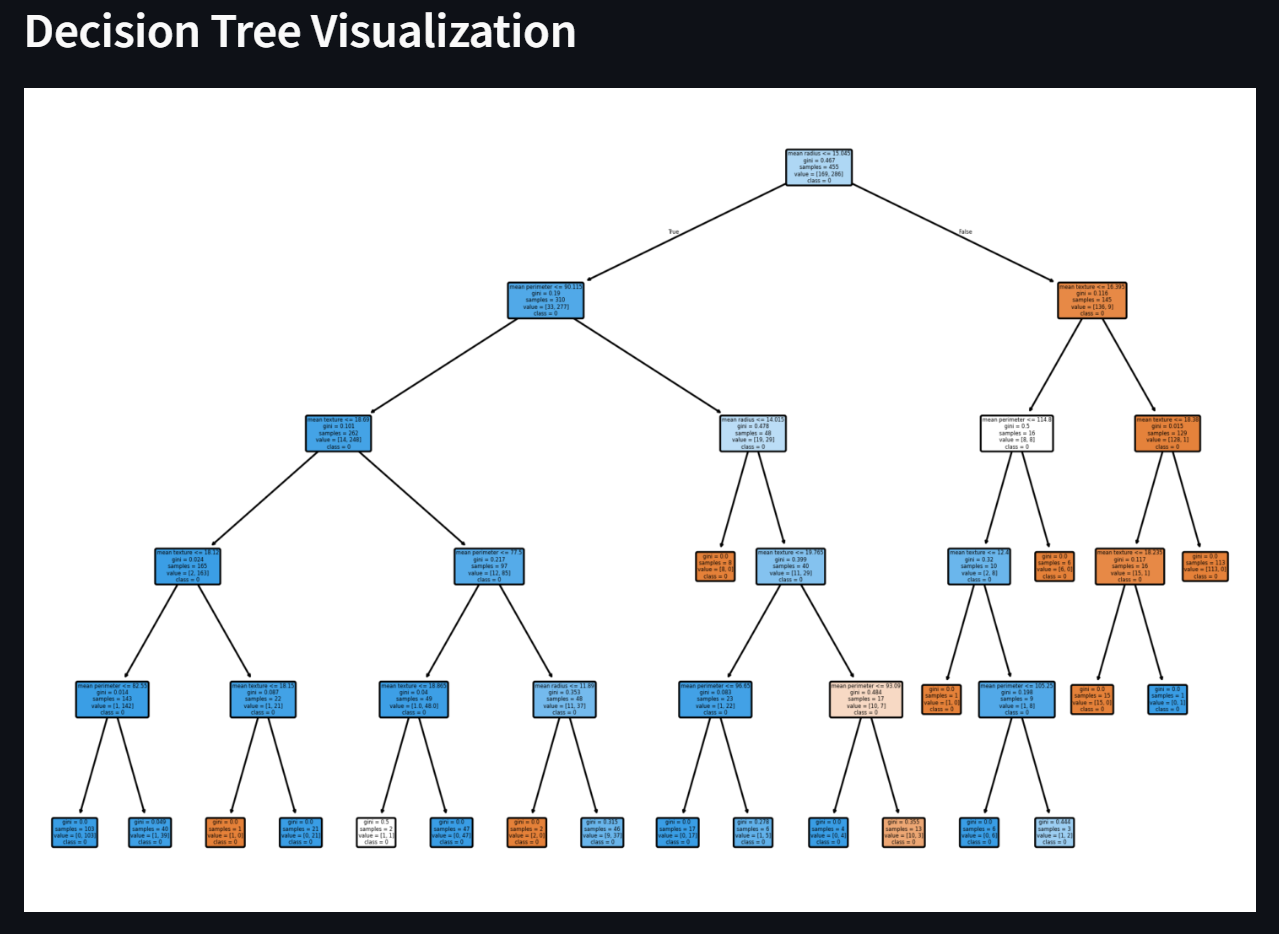 Decision Tree Visualization
mean radius <= 15.045
gini = 0.467
samples = 455
value = [169, 286]
class = 0
True
False
mean perimeter <= 90.115
gini = 0.19
samples = 310
value = [33, 277]
class = 0
mean texture <= 16.395
gini = 0.116
samples = 145
value = [136, 9]
class = 0
mean texture <= 18.69
gini = 0.101
samples = 262
value = [14, 248]
class = 0
mean radius <= 14.015
gini = 0.478
samples = 48
value = [19, 29]
class = 0
mean perimeter <= 114.8
gini = 0.5
samples = 16
value = [8, 8]
class = 0
mean texture <= 18.38
gini = 0.015
samples = 129
value = [128, 1]
class = 0
mean texture <= 18.12
gini = 0.024
samples = 165
value = [2, 163]
class = 0
mean perimeter <= 77.5
gini = 0.217
samples = 97
value = [12, 85]
class = 0
gini = 0.0
samples = 8
value = [8, 0]
class = 0
mean texture <= 19.765
gini = 0.399
samples = 40
value = [11, 29]
class = 0
mean texture <= 12.8
gini = 0.32
samples = 10
value = [2, 8]
class = 0
gini = 0.0
samples = 6
value = [6, 0]
class = 0
mean texture <= 18.235
gini = 0.117
samples = 16
value = [15, 1]
class = 0
gini = 0.0
samples = 113
value = [113, 0]
class = 0
mean perimeter <= 82.55
gini = 0.014
samples = 143
value = [1, 142]
class = 0
mean texture <= 18.15
gini = 0.087
samples = 22
value = [1, 21]
class = 0
mean texture <= 18.865
gini = 0.04
samples = 49
value = [1.0, 48.0]
class = 0
mean radius <= 11.89
gini = 0.353
samples = 48
value = [11, 37]
class = 0
mean perimeter <= 96.65
gini = 0.083
samples = 23
value = [1, 22]
class = 0
mean perimeter <= 93.09
gini = 0.484
samples = 17
value = [10, 7]
class = 0
gini = 0.0
samples = 1
value = [1, 0]
class = 0
mean perimeter <= 105.25
gini = 0.198
samples = 9
value = [1, 8]
class = 0
gini = 0.0
samples = 15
value = [15, 0]
class = 0
gini = 0.0
samples = 1
value = [0, 1]
class = 0
gini = 0.0
samples = 103
value = [0, 103]
class = 0
gini = 0.049
samples = 40
value = [1, 39]
class = 0
gini = 0.0
samples = 1
value = [1, 0]
class = 0
gini = 0.0
samples = 21
value = [0, 21]
class = 0
gini = 0.5
samples = 2
value = [1, 1]
class = 0
gini = 0.0
samples = 47
value = [0, 47]
class = 0
gini = 0.0
samples = 2
value = [2, 0]
class = 0
gini = 0.315
samples = 46
value = [9, 37]
class = 0
gini = 0.0
samples = 17
value = [0, 17]
class = 0
gini = 0.278
samples = 6
value = [1, 5]
class = 0
gini = 0.0
samples = 4
value = [0, 4]
class = 0
gini = 0.355
samples = 13
value = [10, 3]
class = 0
gini = 0.0
samples = 6
value = [0, 6]
class = 0
gini = 0.444
samples = 3
value = [1, 2]
class = 0